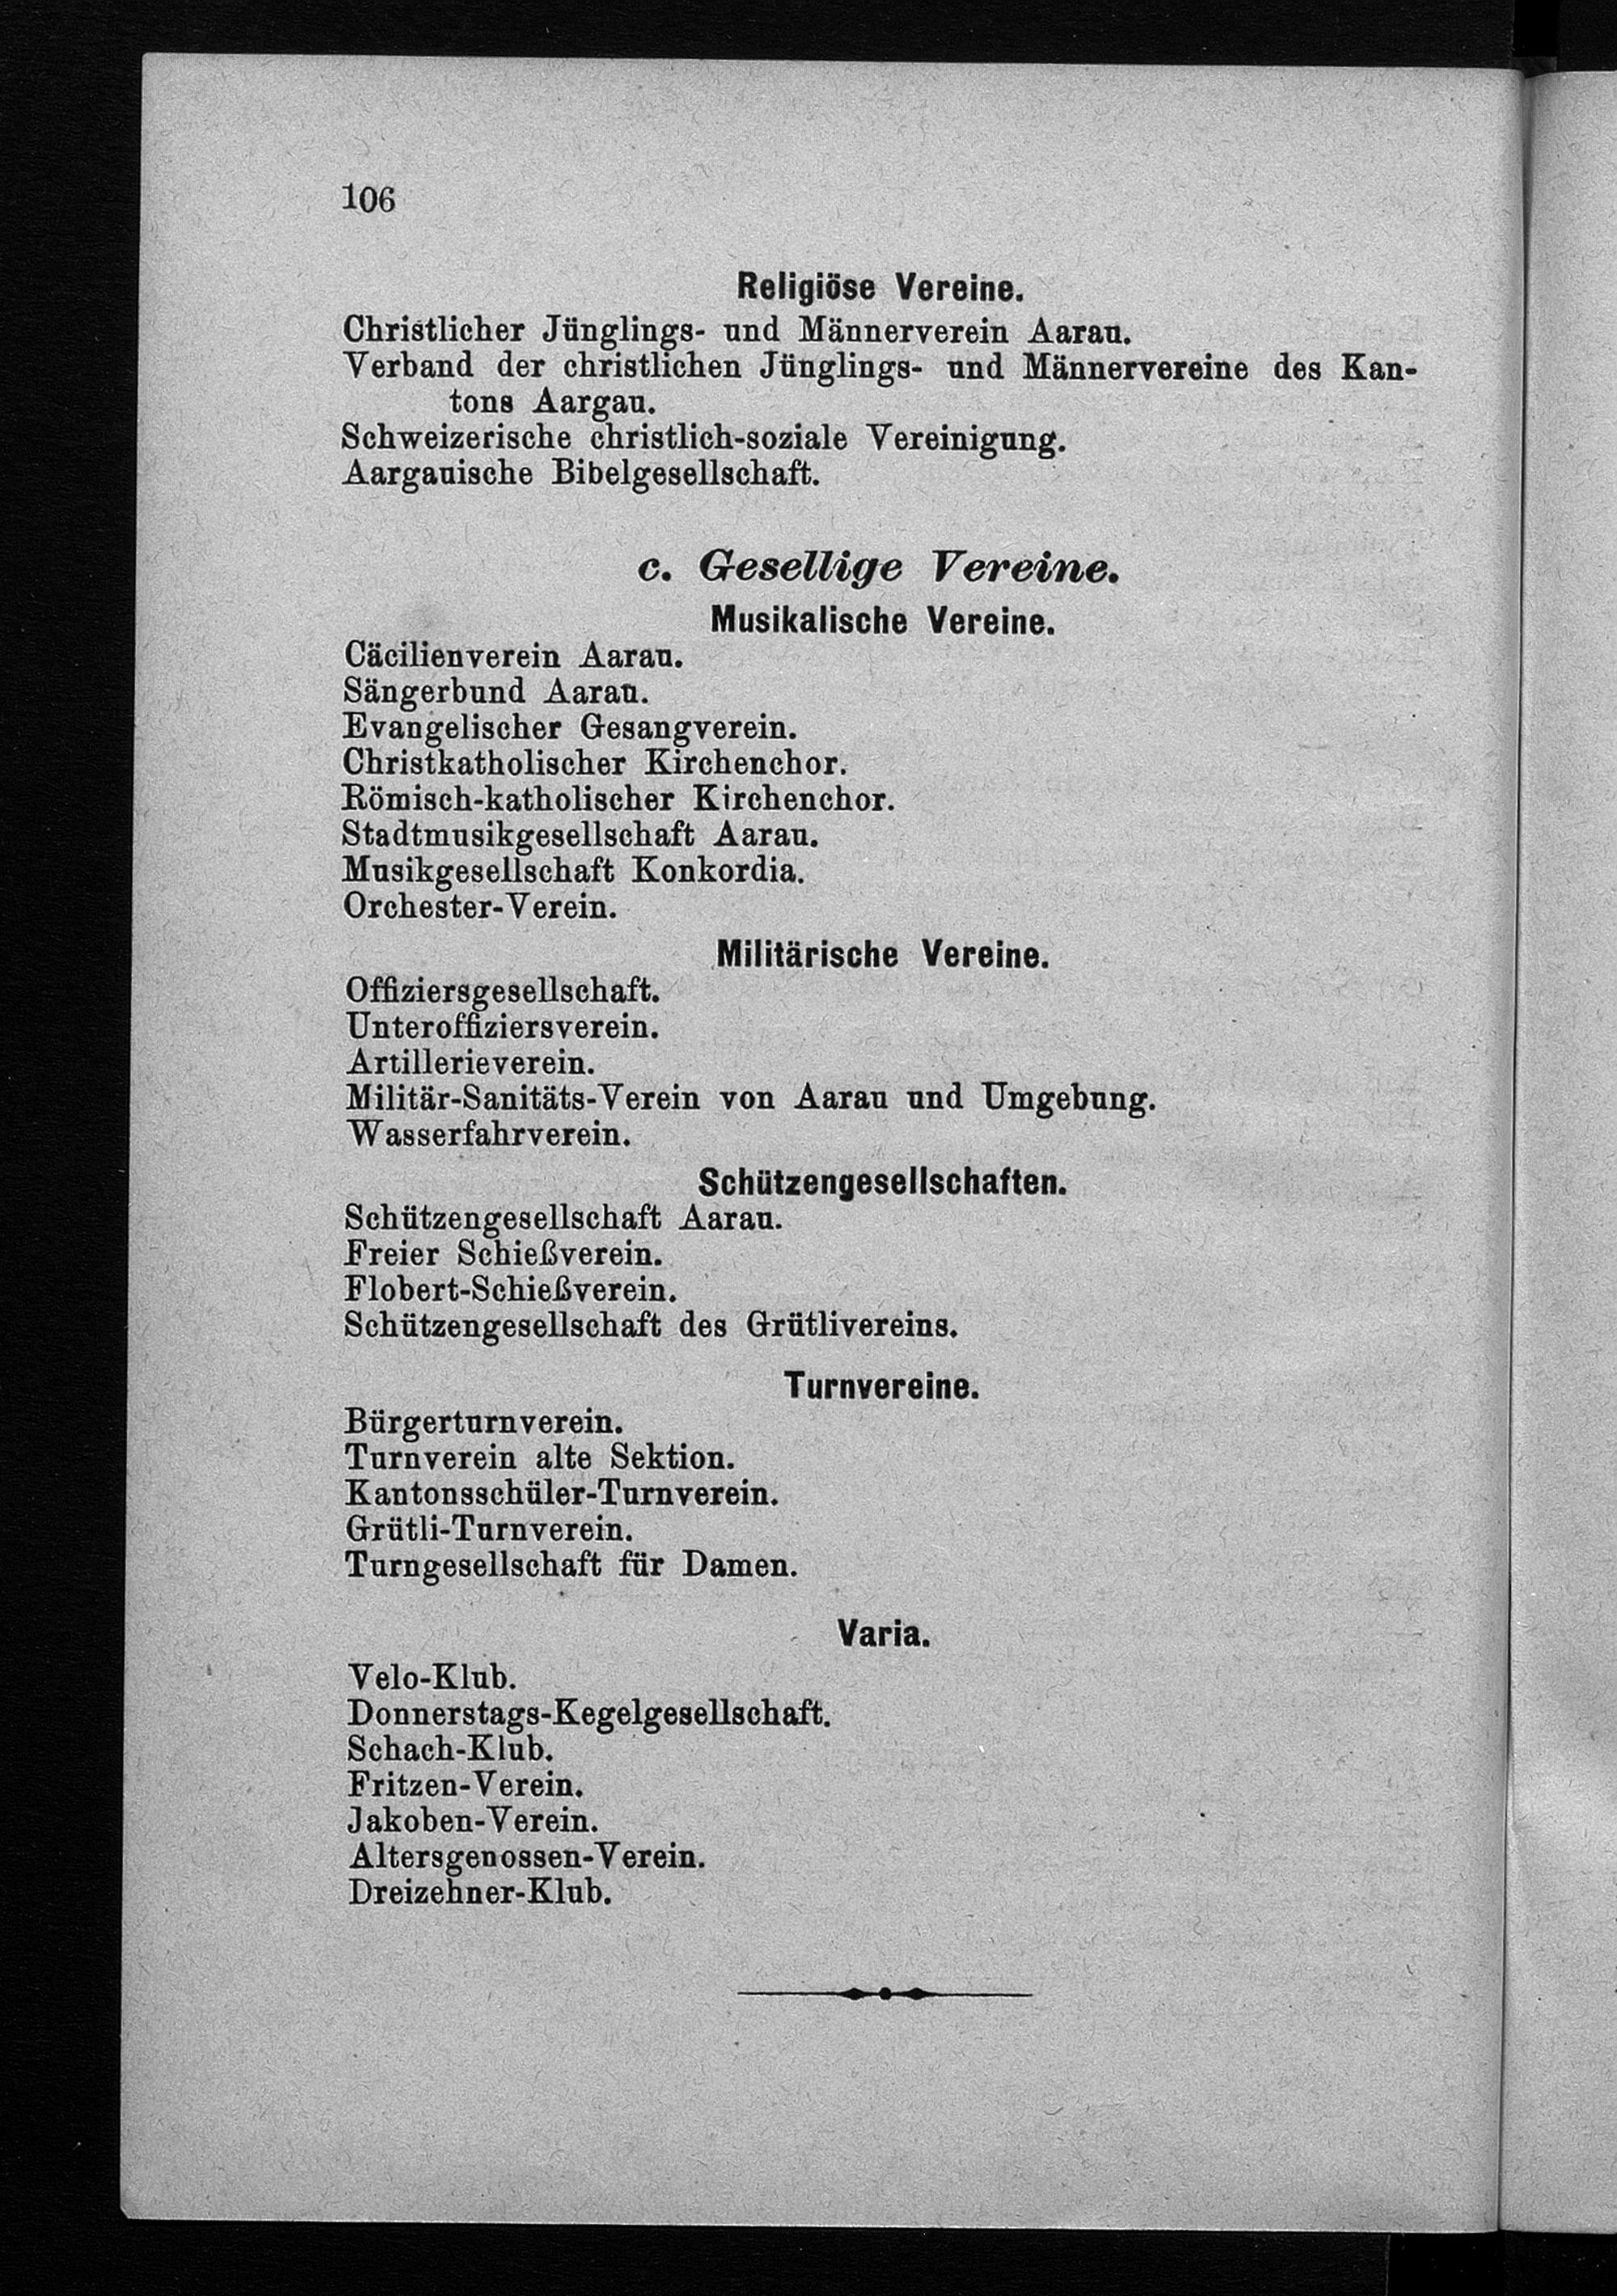 106
Religiöse Vereine.
Christlicher Jünglings- und Männerverein Aarau.
Verband der christlichen Jünglings- und Männervereine des Kan-
tons Aargau.
Schweizerische christlich-soziale Vereinigung.
Aargauische Bibelgesellschaft.
c. Gesellige Vereine.
Musikalische Vereine.
Cäcilienverein Aarau.
Sängerbund Aarau.
Evangelischer Gesangverein.
Christkatholischer Kirchenchor.
Römisch-katholischer Kirchenchor.
Stadtmusikgesellschaft Aarau.
Musikgesellschaft Konkordia.
Orchester-Verein.
Militärische Vereine.
Offiziersgesellschaft.
Unteroffiziersverein.
Artillerieverein.
Militär-Sanitäts-Verein von Aarau und Umgebung.
Wasserfahrverein.
Schützengesellschaften.
Schützengesellschaft Aarau.
Freier Schießverein.
Flobert-Schießverein.
Schützengesellschaft des Grütlivereins.
Turnvereine.
Bürgerturnverein.
Turnverein alte Sektion.
Kantonsschüler-Turnverein.
Grütli-Turnverein.
Turngesellschaft für Damen.
Varia.
Velo-Klub.
Donnerstags-Kegelgesellschaft.
Schach-Klub.
Fritzen-Verein.
Jakoben-Verein.
Altersgenossen-Verein.
Dreizehner-Klub.